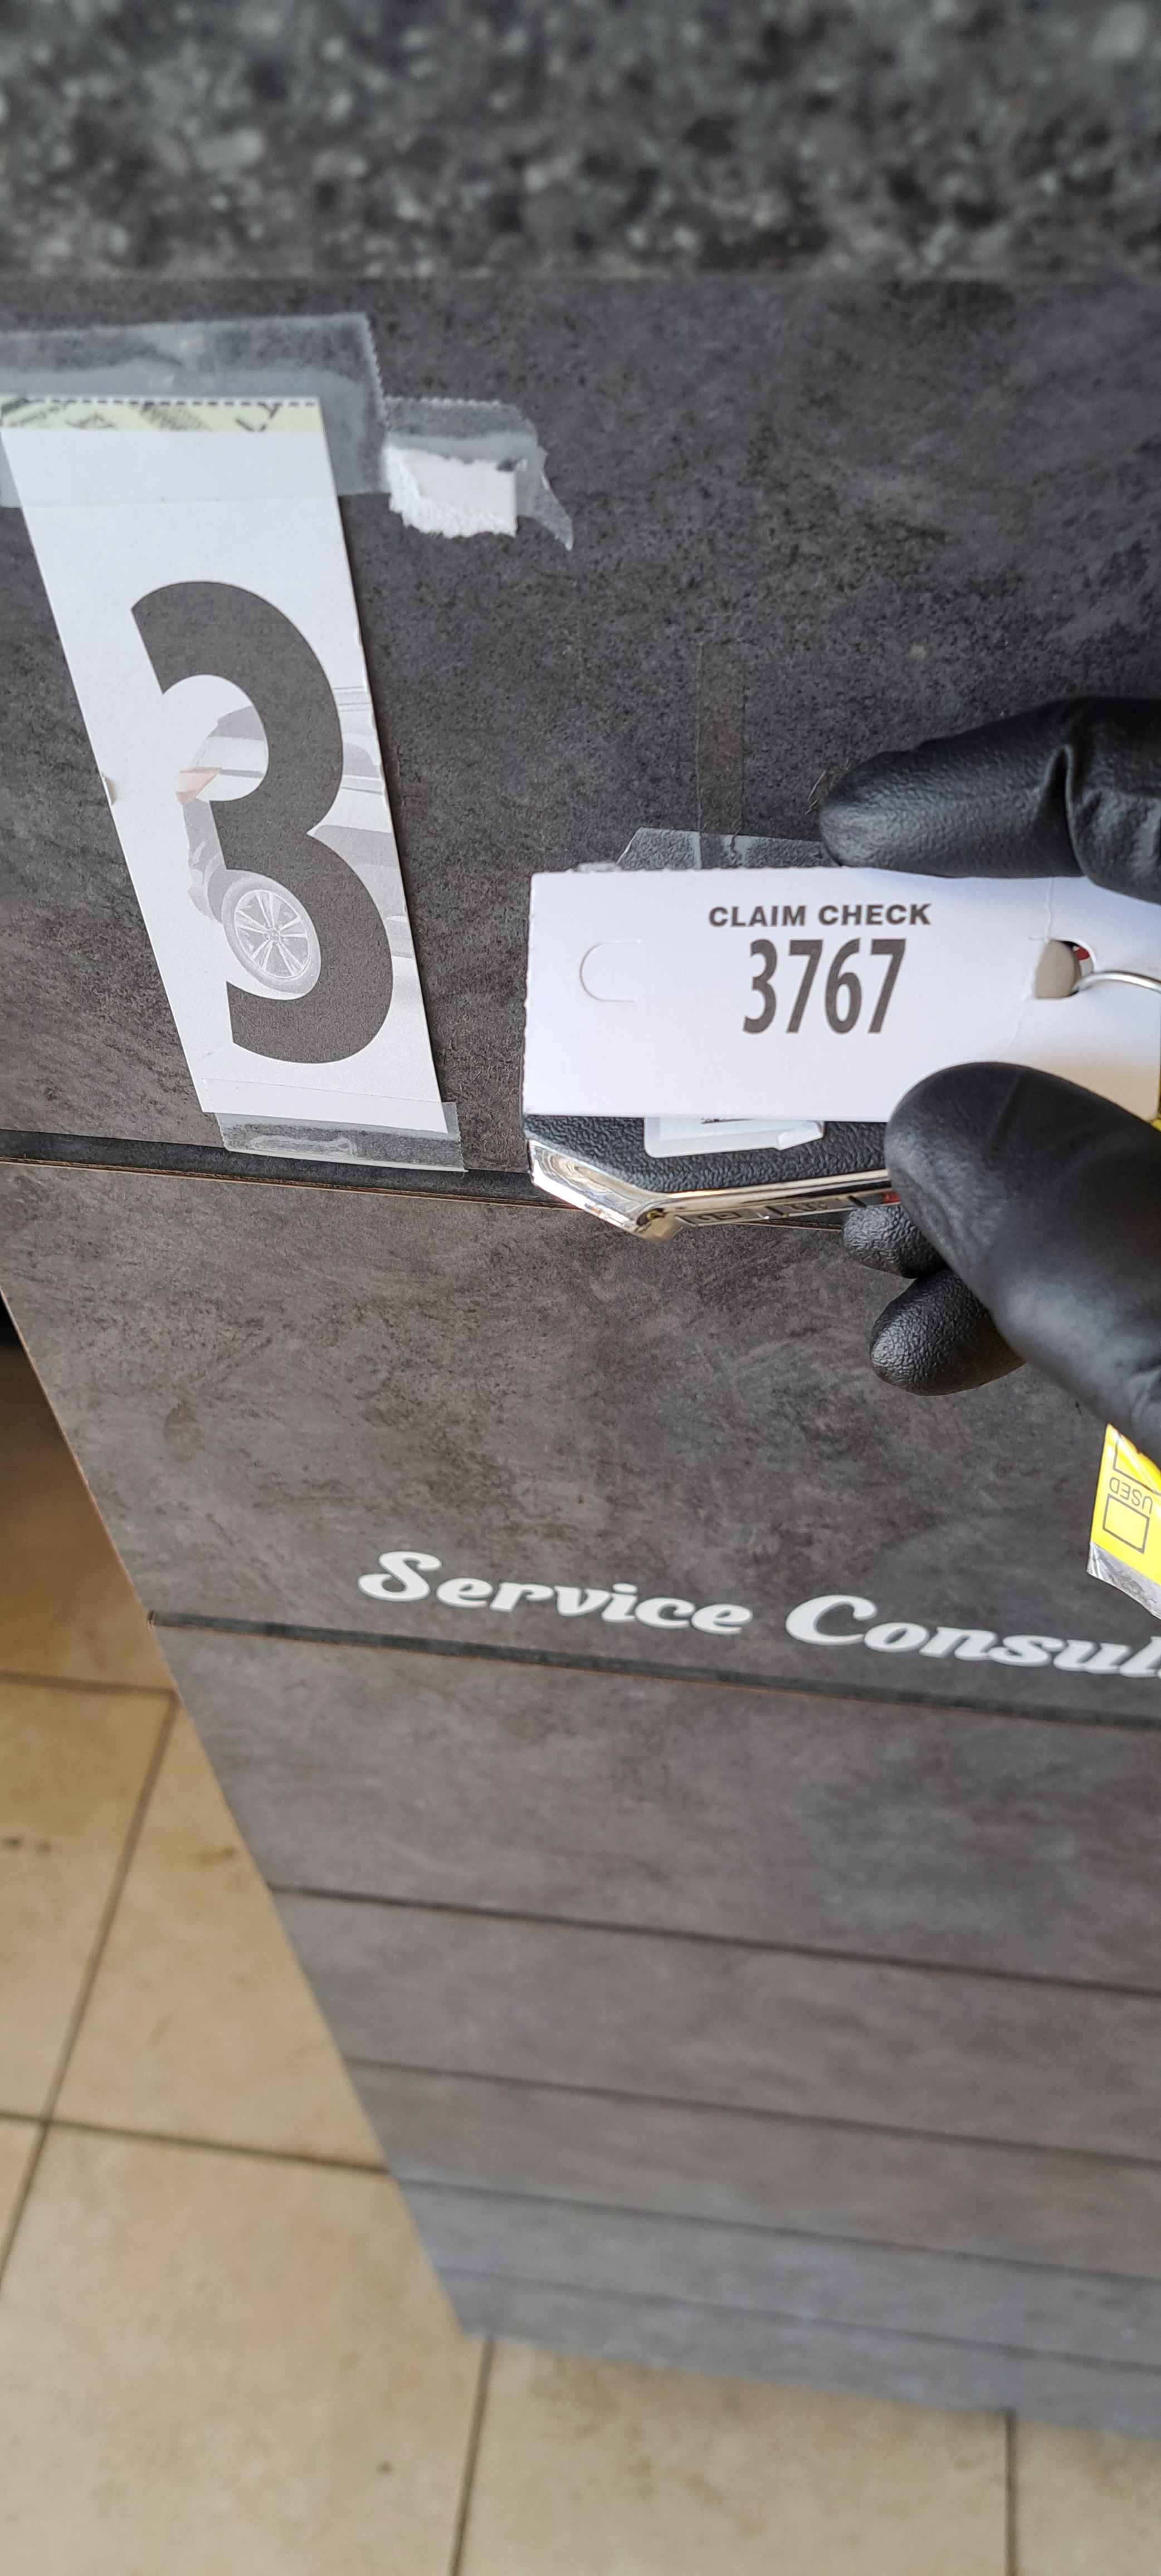 3
CLAIM CHECK
3767
USED
Service Consul